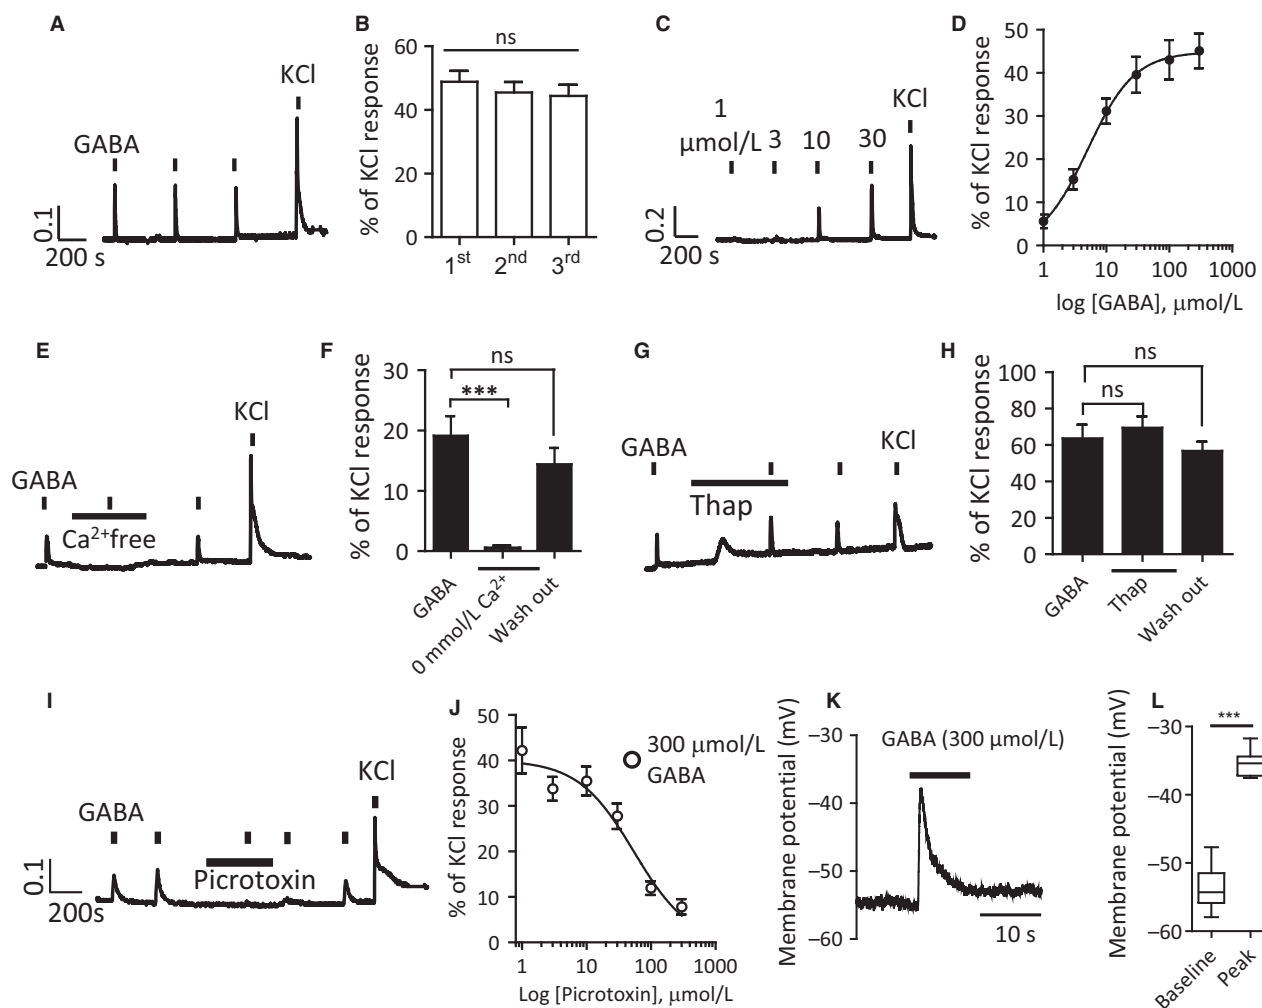 A
GABA
KCl
0.1
200 s
B
ns
% of KCl response
60
40
20
0
1st
2nd
3rd
C
1
μmol/L
3
10
30
KCl
0.2
200 s
D
% of KCl response
50
40
30
20
10
0
1
10
100
1000
log [GABA], μmol/L
E
GABA
Ca2+free
KCl
F
ns
***
% of KCl response
30
20
10
0
GABA
0 mmol/L Ca2+
Wash out
G
GABA
Thap
KCl
H
ns
ns
% of KCl response
100
80
60
40
20
0
GABA
Thap
Wash out
I
GABA
Picrotoxin
KCl
0.1
200s
J
% of KCl response
50
40
30
20
10
0
300 μmol/L
GABA
1
10
100
1000
Log [Picrotoxin], μmol/L
K
Membrane potential (mV)
−30
−40
−50
−60
GABA (300 μmol/L)
10 s
L
Membrane potential (mV)
−30
−40
−50
−60
***
Baseline
Peak